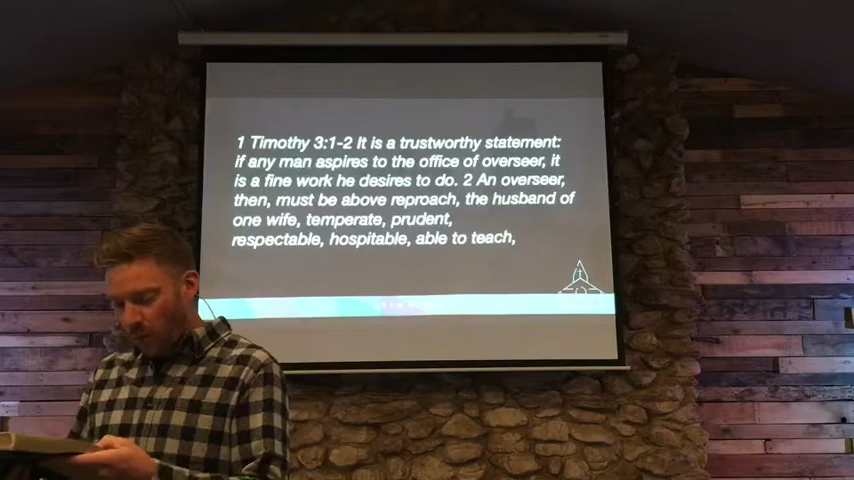 1 Timothy 3:1-2 It is a trustworthy statement:
if any man aspires to the office of overseer, it
is a fine work he desires to do. 2 An overseer,
then, must be above reproach, the husband of
one wife, temperate, prudent,
respectable, hospitable, able to teach,